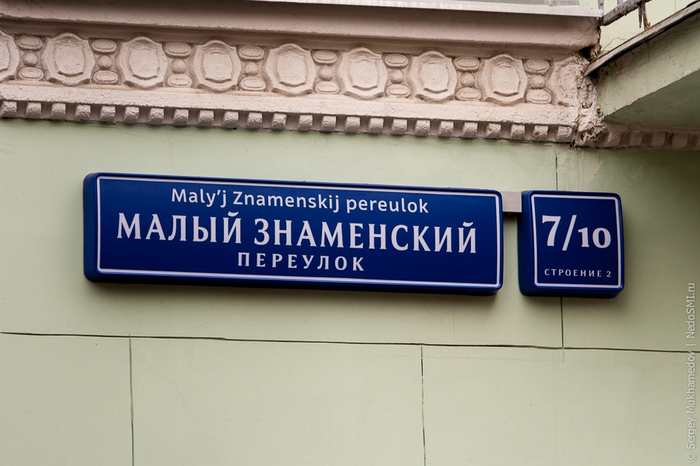 Maly'j Znamenskij pereulok
МАЛЫЙ ЗНАМЕНСКИЙ
ПЕРЕУЛОК
7/10
СТРОЕНИЕ 2
© Sergey Mukhamedov | NedoSMI.ru